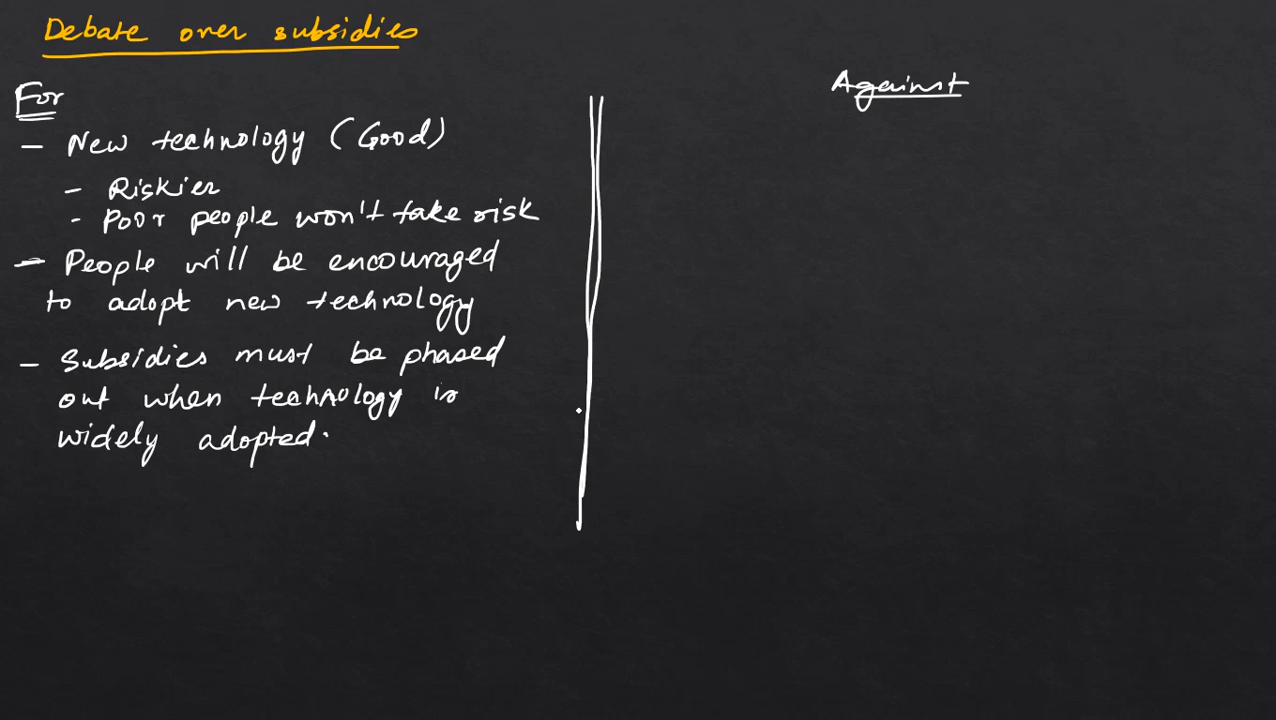 Debate over subsidies
For
- New technology (Good)
- Riskier
- Poor people won't take risk
- People will be encouraged
to adopt new technology
- Subsidies must be phased
out when technology is
widely adopted.
Against